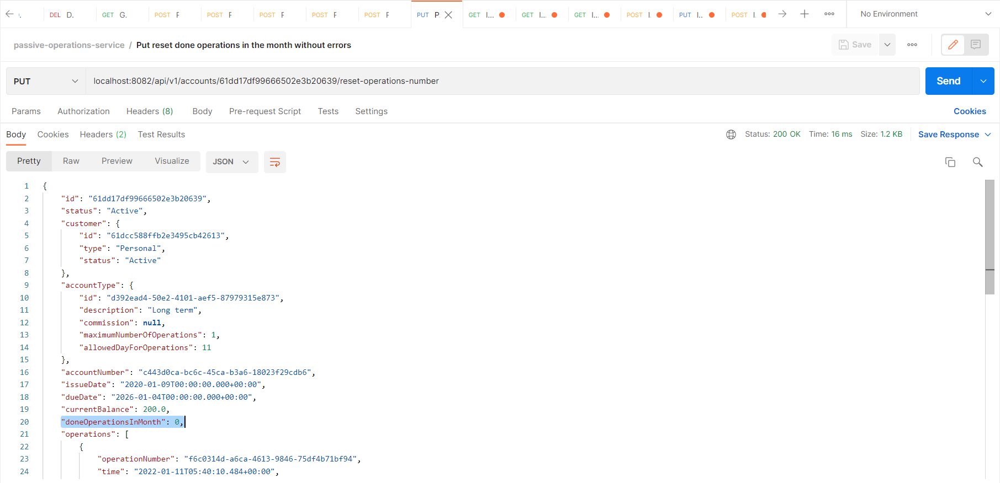 . DEL D. GET G. POST F POST F POST F POST F POST F PUT P GET I... GET I... GET I... POST I. PUT I.. POST I. No Environment
passive-operations-service / Put reset done operations in the month without errors Save
PUT localhost:8082/api/v1/accounts/61dd17df99666502e3b20639/reset-operations-number Send
Params Authorization Headers (8) Body Pre-request Script Tests Settings Cookies
Body Cookies Headers (2) Test Results Status: 200 OK Time: 16 ms Size: 1.2 KB Save Response
Pretty Raw Preview Visualize JSON
1 {
2 "id": "61dd17df99666502e3b20639",
3 "status": "Active",
4 "customer": {
5 "id": "61dcc588ffb2e3495cb42613",
6 "type": "Personal",
7 "status": "Active"
8 },
9 "accountType": {
10 "id": "d392ead4-50e2-4101-aef5-87979315e873",
11 "description": "Long term",
12 "commission": null,
13 "maximumNumberOfOperations": 1,
14 "allowedDayForOperations": 11
15 },
16 "accountNumber": "c443d0ca-bc6c-45ca-b3a6-18023f29cdb6",
17 "issueDate": "2020-01-09T00:00:00.000+00:00",
18 "dueDate": "2026-01-04T00:00:00.000+00:00",
19 "currentBalance": 200.0,
20 "doneOperationsInMonth": 0,
21 "operations": [
22 {
23 "operationNumber": "f6c0314d-a6ca-4613-9846-75df4b71bf94",
24 "time": "2022-01-11T05:40:10.484+00:00",